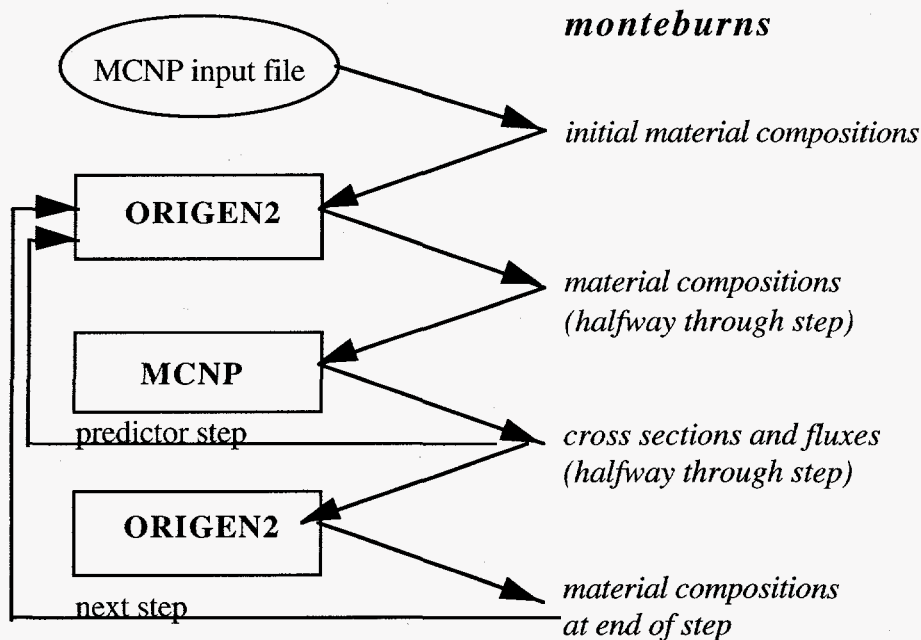 monteburns
MCNP input file
initial material compositions
ORIGEN2
material compositions
(halfway through step)
MCNP
predictor step
cross sections and fluxes
(halfway through step)
ORIGEN2
material compositions
next step
at end of step